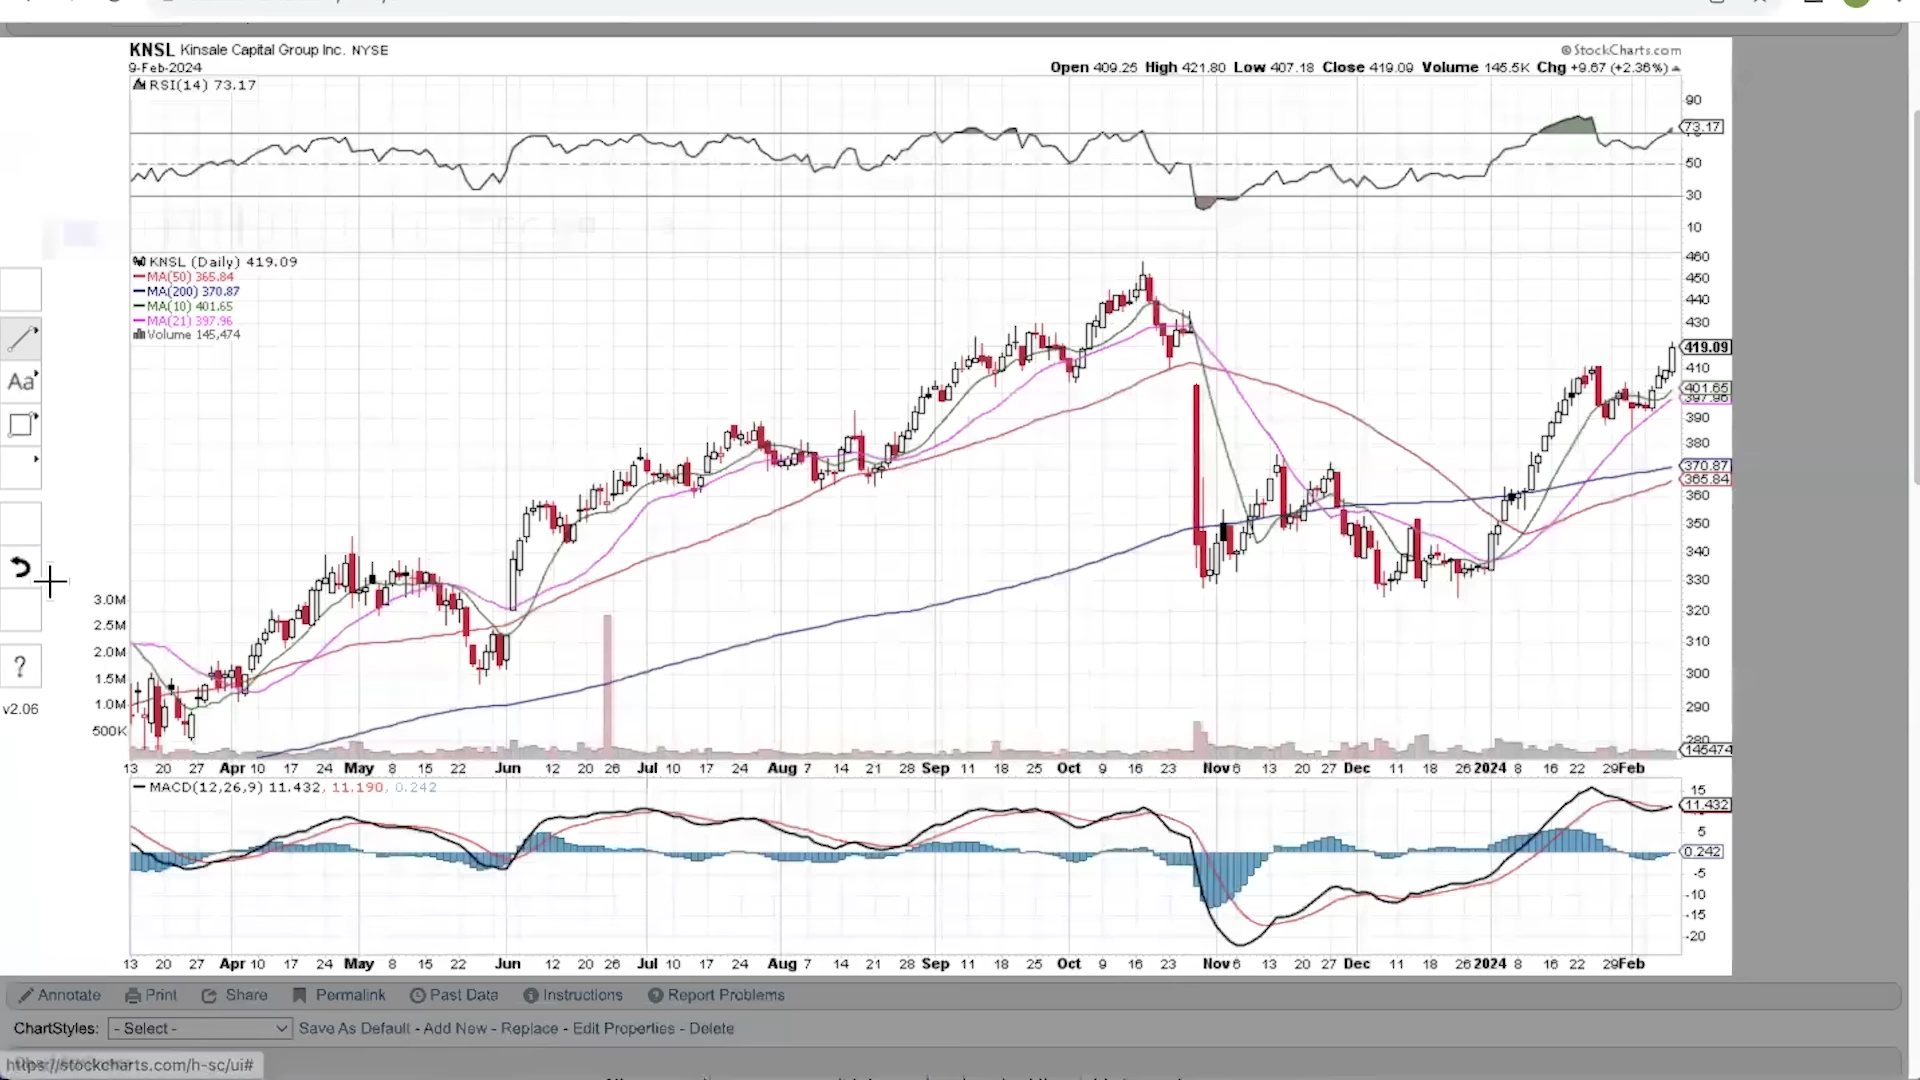 KNSL Kinsale Capital Group Inc. NYSE
© StockCharts.com
9-Feb-2024
Open 409.25 High 421.80 Low 407.18 Close 419.09 Volume 145.5K Chg +9.67 (+2.36%)
RSI(14) 73.17
90
73.17
50
30
10
KNSL (Daily) 419.09
MA(50) 365.84
MA(200) 370.87
MA(10) 401.65
MA(21) 397.96
Volume 145,474
460
450
440
430
419.09
410
401.65
397.96
390
380
370.87
365.84
360
350
340
330
320
310
300
290
280
145474
3.0M
2.5M
2.0M
1.5M
1.0M
500K
Aa
?
v2.06
13 20 27 Apr 10 17 24 May 8 15 22 Jun 12 20 26 Jul 10 17 24 Aug 7 14 21 28 Sep 11 18 25 Oct 9 16 23 Nov 6 13 20 27 Dec 11 18 26 2024 8 16 22 29 Feb
MACD(12,26,9) 11.432, 11.190, 0.242
15
11.432
5
0.242
-5
-10
-15
-20
13 20 27 Apr 10 17 24 May 8 15 22 Jun 12 20 26 Jul 10 17 24 Aug 7 14 21 28 Sep 11 18 25 Oct 9 16 23 Nov 6 13 20 27 Dec 11 18 26 2024 8 16 22 29 Feb
Annotate Print Share Permalink Past Data Instructions Report Problems
ChartStyles: - Select - Save As Default - Add New - Replace - Edit Properties - Delete
https://stockcharts.com/h-sc/ui#